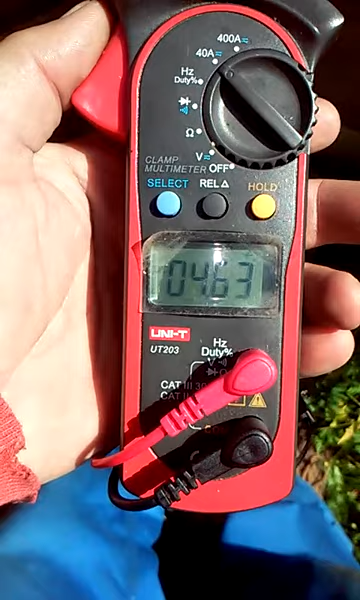 400A
40A
Hz
Duty%
Ω
V
OFF
CLAMP
MULTIMETER
SELECT REL△ HOLD
0463
UNI-T
UT203
Hz
Duty%
CAT III 30
CAT II